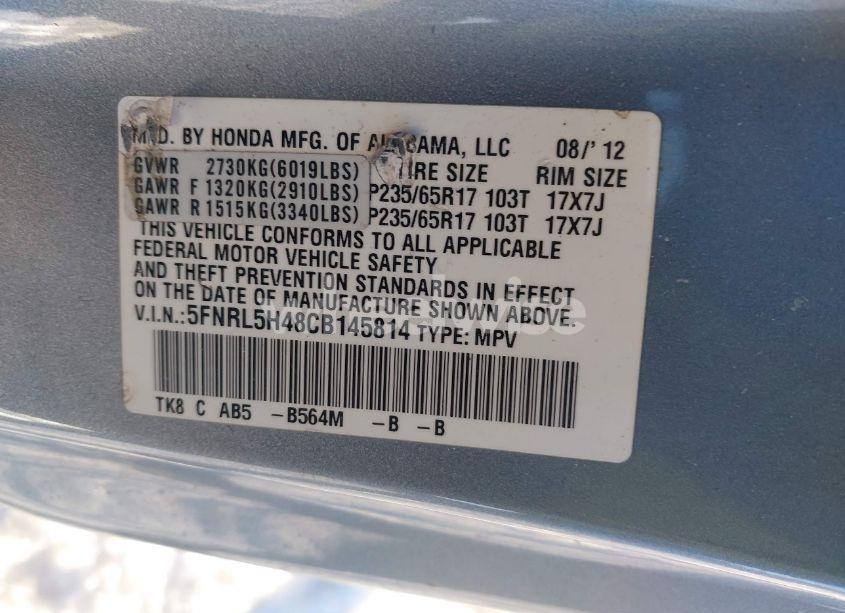 MFD. BY HONDA MFG. OF ALABAMA, LLC 08/'12
GVWR 2730KG(6019LBS) TIRE SIZE RIM SIZE
GAWR F 1320KG(2910LBS) P235/65R17 103T 17X7J
GAWR R 1515KG(3340LBS) P235/65R17 103T 17X7J
THIS VEHICLE CONFORMS TO ALL APPLICABLE
FEDERAL MOTOR VEHICLE SAFETY
AND THEFT PREVENTION STANDARDS IN EFFECT
ON THE DATE OF MANUFACTURE SHOWN ABOVE.
V.I.N.: 5FNRL5H48CB145814 TYPE: MPV
TK8 C AB5 -B564M -B -B